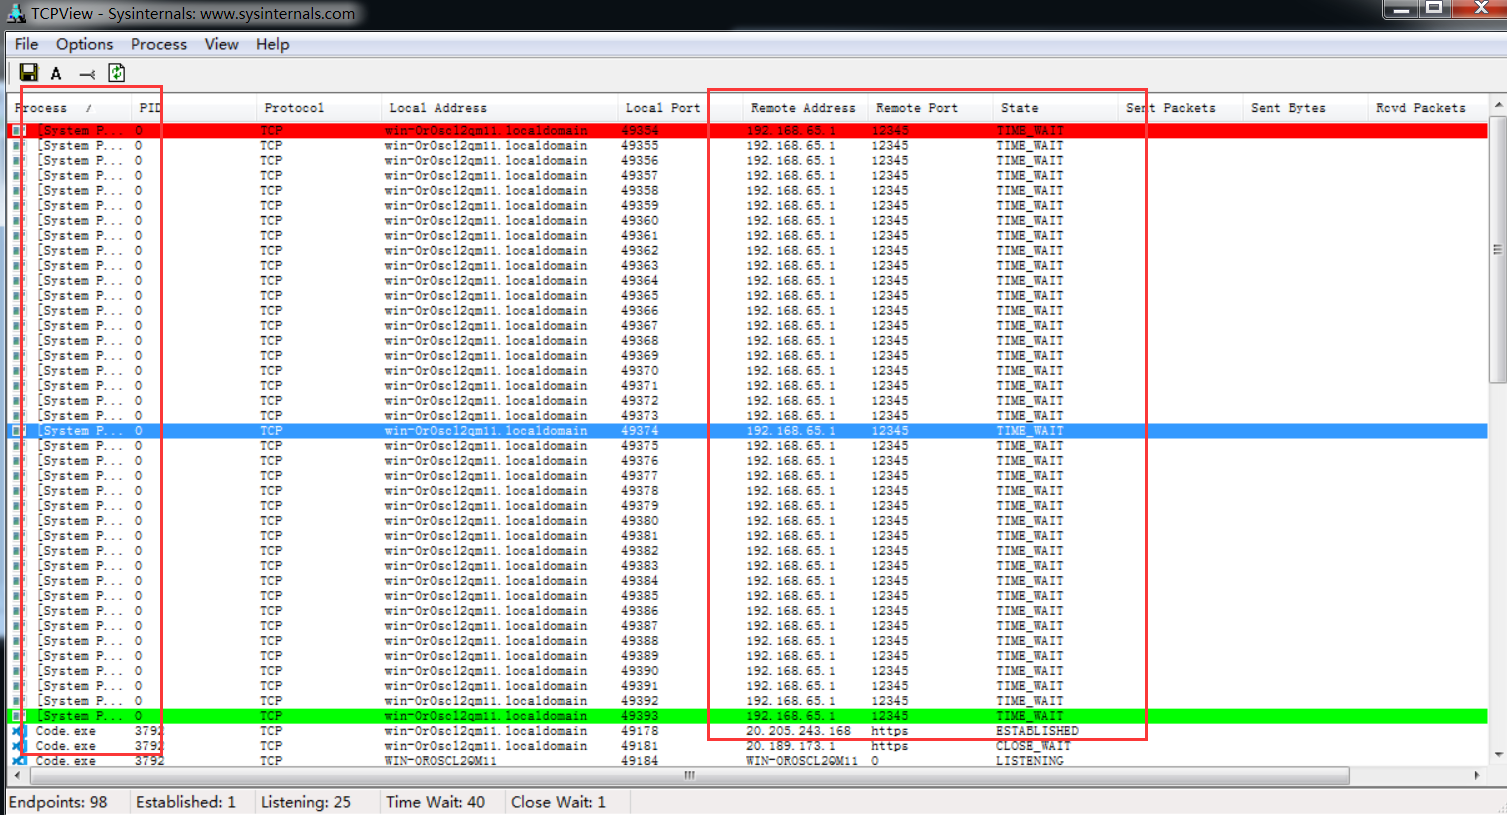 TCPView - Sysinternals: www.sysinternals.com
File Options Process View Help
A
Process / PID Protocol Local Address Local Port Remote Address Remote Port State Sent Packets Sent Bytes Rcvd Packets
[System P... 0 TCP win-0r0scl2qm11.localdomain 49354 192.168.65.1 12345 TIME_WAIT
[System P... 0 TCP win-0r0scl2qm11.localdomain 49355 192.168.65.1 12345 TIME_WAIT
[System P... 0 TCP win-0r0scl2qm11.localdomain 49356 192.168.65.1 12345 TIME_WAIT
[System P... 0 TCP win-0r0scl2qm11.localdomain 49357 192.168.65.1 12345 TIME_WAIT
[System P... 0 TCP win-0r0scl2qm11.localdomain 49358 192.168.65.1 12345 TIME_WAIT
[System P... 0 TCP win-0r0scl2qm11.localdomain 49359 192.168.65.1 12345 TIME_WAIT
[System P... 0 TCP win-0r0scl2qm11.localdomain 49360 192.168.65.1 12345 TIME_WAIT
[System P... 0 TCP win-0r0scl2qm11.localdomain 49361 192.168.65.1 12345 TIME_WAIT
[System P... 0 TCP win-0r0scl2qm11.localdomain 49362 192.168.65.1 12345 TIME_WAIT
[System P... 0 TCP win-0r0scl2qm11.localdomain 49363 192.168.65.1 12345 TIME_WAIT
[System P... 0 TCP win-0r0scl2qm11.localdomain 49364 192.168.65.1 12345 TIME_WAIT
[System P... 0 TCP win-0r0scl2qm11.localdomain 49365 192.168.65.1 12345 TIME_WAIT
[System P... 0 TCP win-0r0scl2qm11.localdomain 49366 192.168.65.1 12345 TIME_WAIT
[System P... 0 TCP win-0r0scl2qm11.localdomain 49367 192.168.65.1 12345 TIME_WAIT
[System P... 0 TCP win-0r0scl2qm11.localdomain 49368 192.168.65.1 12345 TIME_WAIT
[System P... 0 TCP win-0r0scl2qm11.localdomain 49369 192.168.65.1 12345 TIME_WAIT
[System P... 0 TCP win-0r0scl2qm11.localdomain 49370 192.168.65.1 12345 TIME_WAIT
[System P... 0 TCP win-0r0scl2qm11.localdomain 49371 192.168.65.1 12345 TIME_WAIT
[System P... 0 TCP win-0r0scl2qm11.localdomain 49372 192.168.65.1 12345 TIME_WAIT
[System P... 0 TCP win-0r0scl2qm11.localdomain 49373 192.168.65.1 12345 TIME_WAIT
[System P... 0 TCP win-0r0scl2qm11.localdomain 49374 192.168.65.1 12345 TIME_WAIT
[System P... 0 TCP win-0r0scl2qm11.localdomain 49375 192.168.65.1 12345 TIME_WAIT
[System P... 0 TCP win-0r0scl2qm11.localdomain 49376 192.168.65.1 12345 TIME_WAIT
[System P... 0 TCP win-0r0scl2qm11.localdomain 49377 192.168.65.1 12345 TIME_WAIT
[System P... 0 TCP win-0r0scl2qm11.localdomain 49378 192.168.65.1 12345 TIME_WAIT
[System P... 0 TCP win-0r0scl2qm11.localdomain 49379 192.168.65.1 12345 TIME_WAIT
[System P... 0 TCP win-0r0scl2qm11.localdomain 49380 192.168.65.1 12345 TIME_WAIT
[System P... 0 TCP win-0r0scl2qm11.localdomain 49381 192.168.65.1 12345 TIME_WAIT
[System P... 0 TCP win-0r0scl2qm11.localdomain 49382 192.168.65.1 12345 TIME_WAIT
[System P... 0 TCP win-0r0scl2qm11.localdomain 49383 192.168.65.1 12345 TIME_WAIT
[System P... 0 TCP win-0r0scl2qm11.localdomain 49384 192.168.65.1 12345 TIME_WAIT
[System P... 0 TCP win-0r0scl2qm11.localdomain 49385 192.168.65.1 12345 TIME_WAIT
[System P... 0 TCP win-0r0scl2qm11.localdomain 49386 192.168.65.1 12345 TIME_WAIT
[System P... 0 TCP win-0r0scl2qm11.localdomain 49387 192.168.65.1 12345 TIME_WAIT
[System P... 0 TCP win-0r0scl2qm11.localdomain 49388 192.168.65.1 12345 TIME_WAIT
[System P... 0 TCP win-0r0scl2qm11.localdomain 49389 192.168.65.1 12345 TIME_WAIT
[System P... 0 TCP win-0r0scl2qm11.localdomain 49390 192.168.65.1 12345 TIME_WAIT
[System P... 0 TCP win-0r0scl2qm11.localdomain 49391 192.168.65.1 12345 TIME_WAIT
[System P... 0 TCP win-0r0scl2qm11.localdomain 49392 192.168.65.1 12345 TIME_WAIT
[System P... 0 TCP win-0r0scl2qm11.localdomain 49393 192.168.65.1 12345 TIME_WAIT
Code.exe 3792 TCP win-0r0scl2qm11.localdomain 49178 20.205.243.168 https ESTABLISHED
Code.exe 3792 TCP win-0r0scl2qm11.localdomain 49181 20.189.173.1 https CLOSE_WAIT
Code.exe 3792 TCP WIN-0R0SCL2QM11 49184 WIN-0R0SCL2QM11 0 LISTENING
Endpoints: 98 Established: 1 Listening: 25 Time Wait: 40 Close Wait: 1